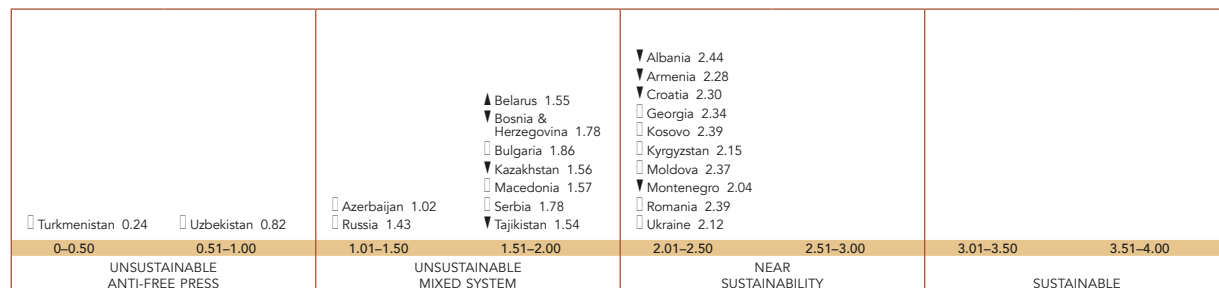 ▯ Turkmenistan 0.24
▯ Uzbekistan 0.82
▯ Azerbaijan 1.02
▯ Russia 1.43
▲ Belarus 1.55
▼ Bosnia &
Herzegovina 1.78
▯ Bulgaria 1.86
▼ Kazakhstan 1.56
▯ Macedonia 1.57
▯ Serbia 1.78
▼ Tajikistan 1.54
▼ Albania 2.44
▼ Armenia 2.28
▼ Croatia 2.30
▯ Georgia 2.34
▯ Kosovo 2.39
▯ Kyrgyzstan 2.15
▯ Moldova 2.37
▼ Montenegro 2.04
▯ Romania 2.39
▯ Ukraine 2.12
0–0.50 0.51–1.00 1.01–1.50 1.51–2.00 2.01–2.50 2.51–3.00 3.01–3.50 3.51–4.00
UNSUSTAINABLE
ANTI-FREE PRESS
UNSUSTAINABLE
MIXED SYSTEM
NEAR
SUSTAINABILITY
SUSTAINABLE